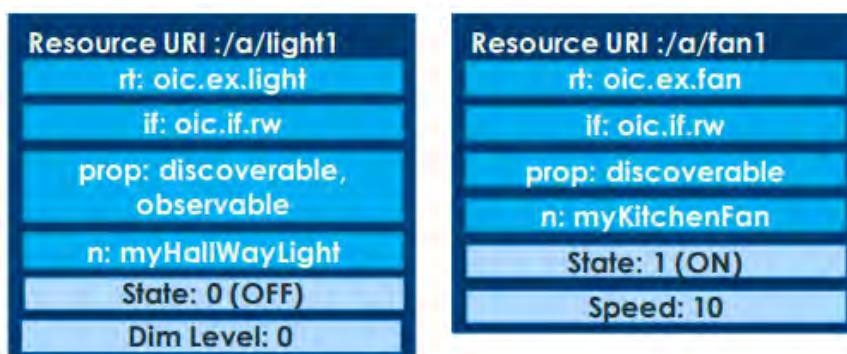 Resource URI :/a/light1
rt: oic.ex.light
if: oic.if.rw
prop: discoverable,
observable
n: myHallWayLight
State: 0 (OFF)
Dim Level: 0
Resource URI :/a/fan1
rt: oic.ex.fan
if: oic.if.rw
prop: discoverable
n: myKitchenFan
State: 1 (ON)
Speed: 10